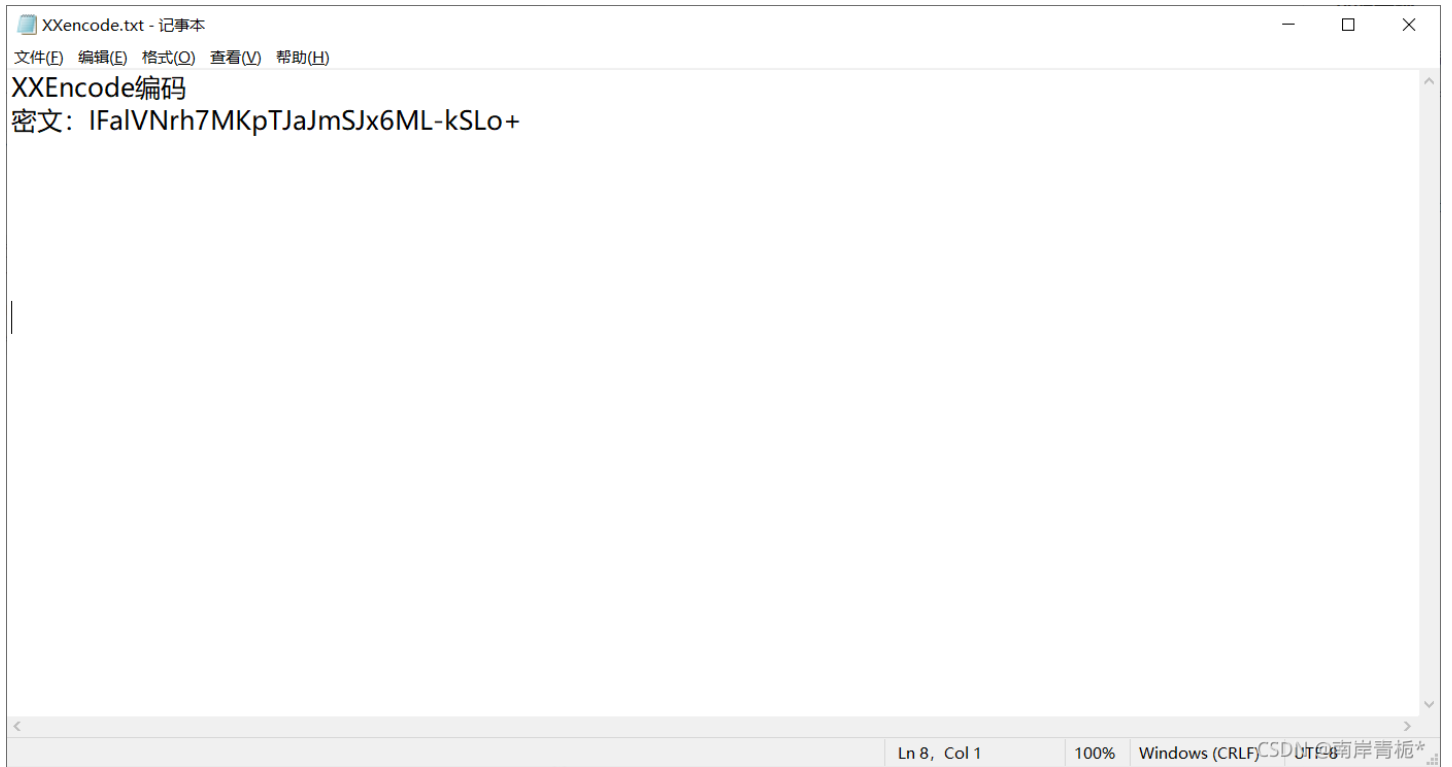 XXencode.txt - 记事本
文件(F) 编辑(E) 格式(O) 查看(V) 帮助(H)
XXEncode编码
密文：IFalVNrh7MKpTJaJmSJx6ML-kSLo+
Ln 8，Col 1 100% Windows (CRLF) UTF-8
CSDN @南岸青栀*